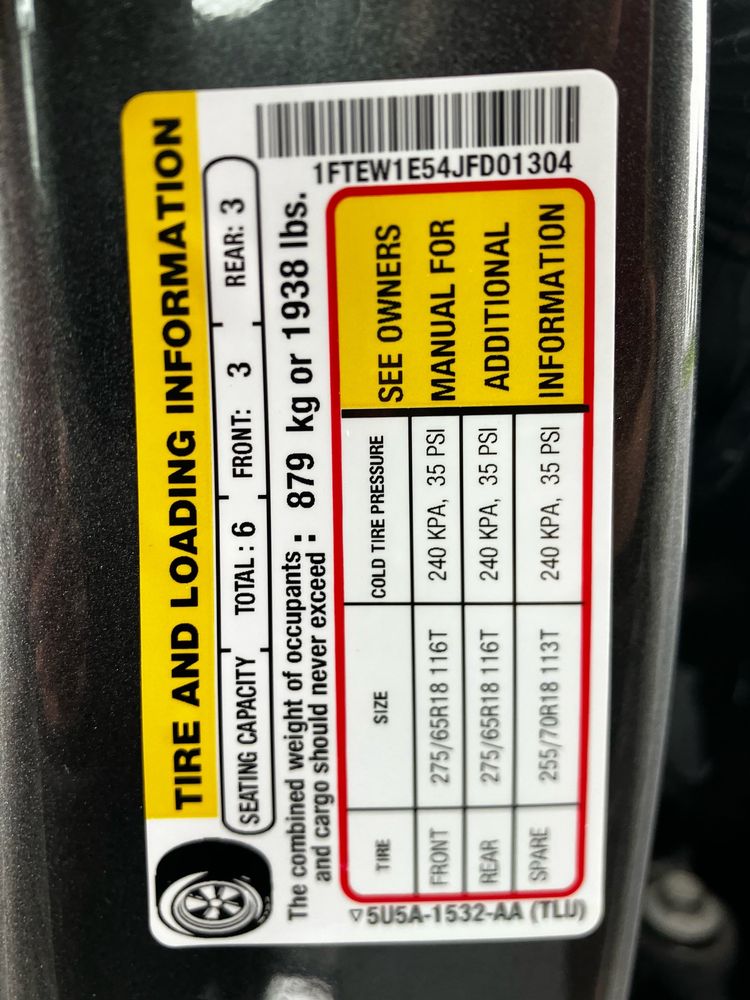 TIRE AND LOADING INFORMATION
SEATING CAPACITY TOTAL : 6 FRONT: 3 REAR: 3
The combined weight of occupants and cargo should never exceed : 879 kg or 1938 lbs.
TIRE SIZE COLD TIRE PRESSURE
FRONT 275/65R18 116T 240 KPA, 35 PSI
REAR 275/65R18 116T 240 KPA, 35 PSI
SPARE 255/70R18 113T 240 KPA, 35 PSI
SEE OWNERS
MANUAL FOR
ADDITIONAL
INFORMATION
▽5U5A-1532-AA (TLU)
1FTEW1E54JFD01304